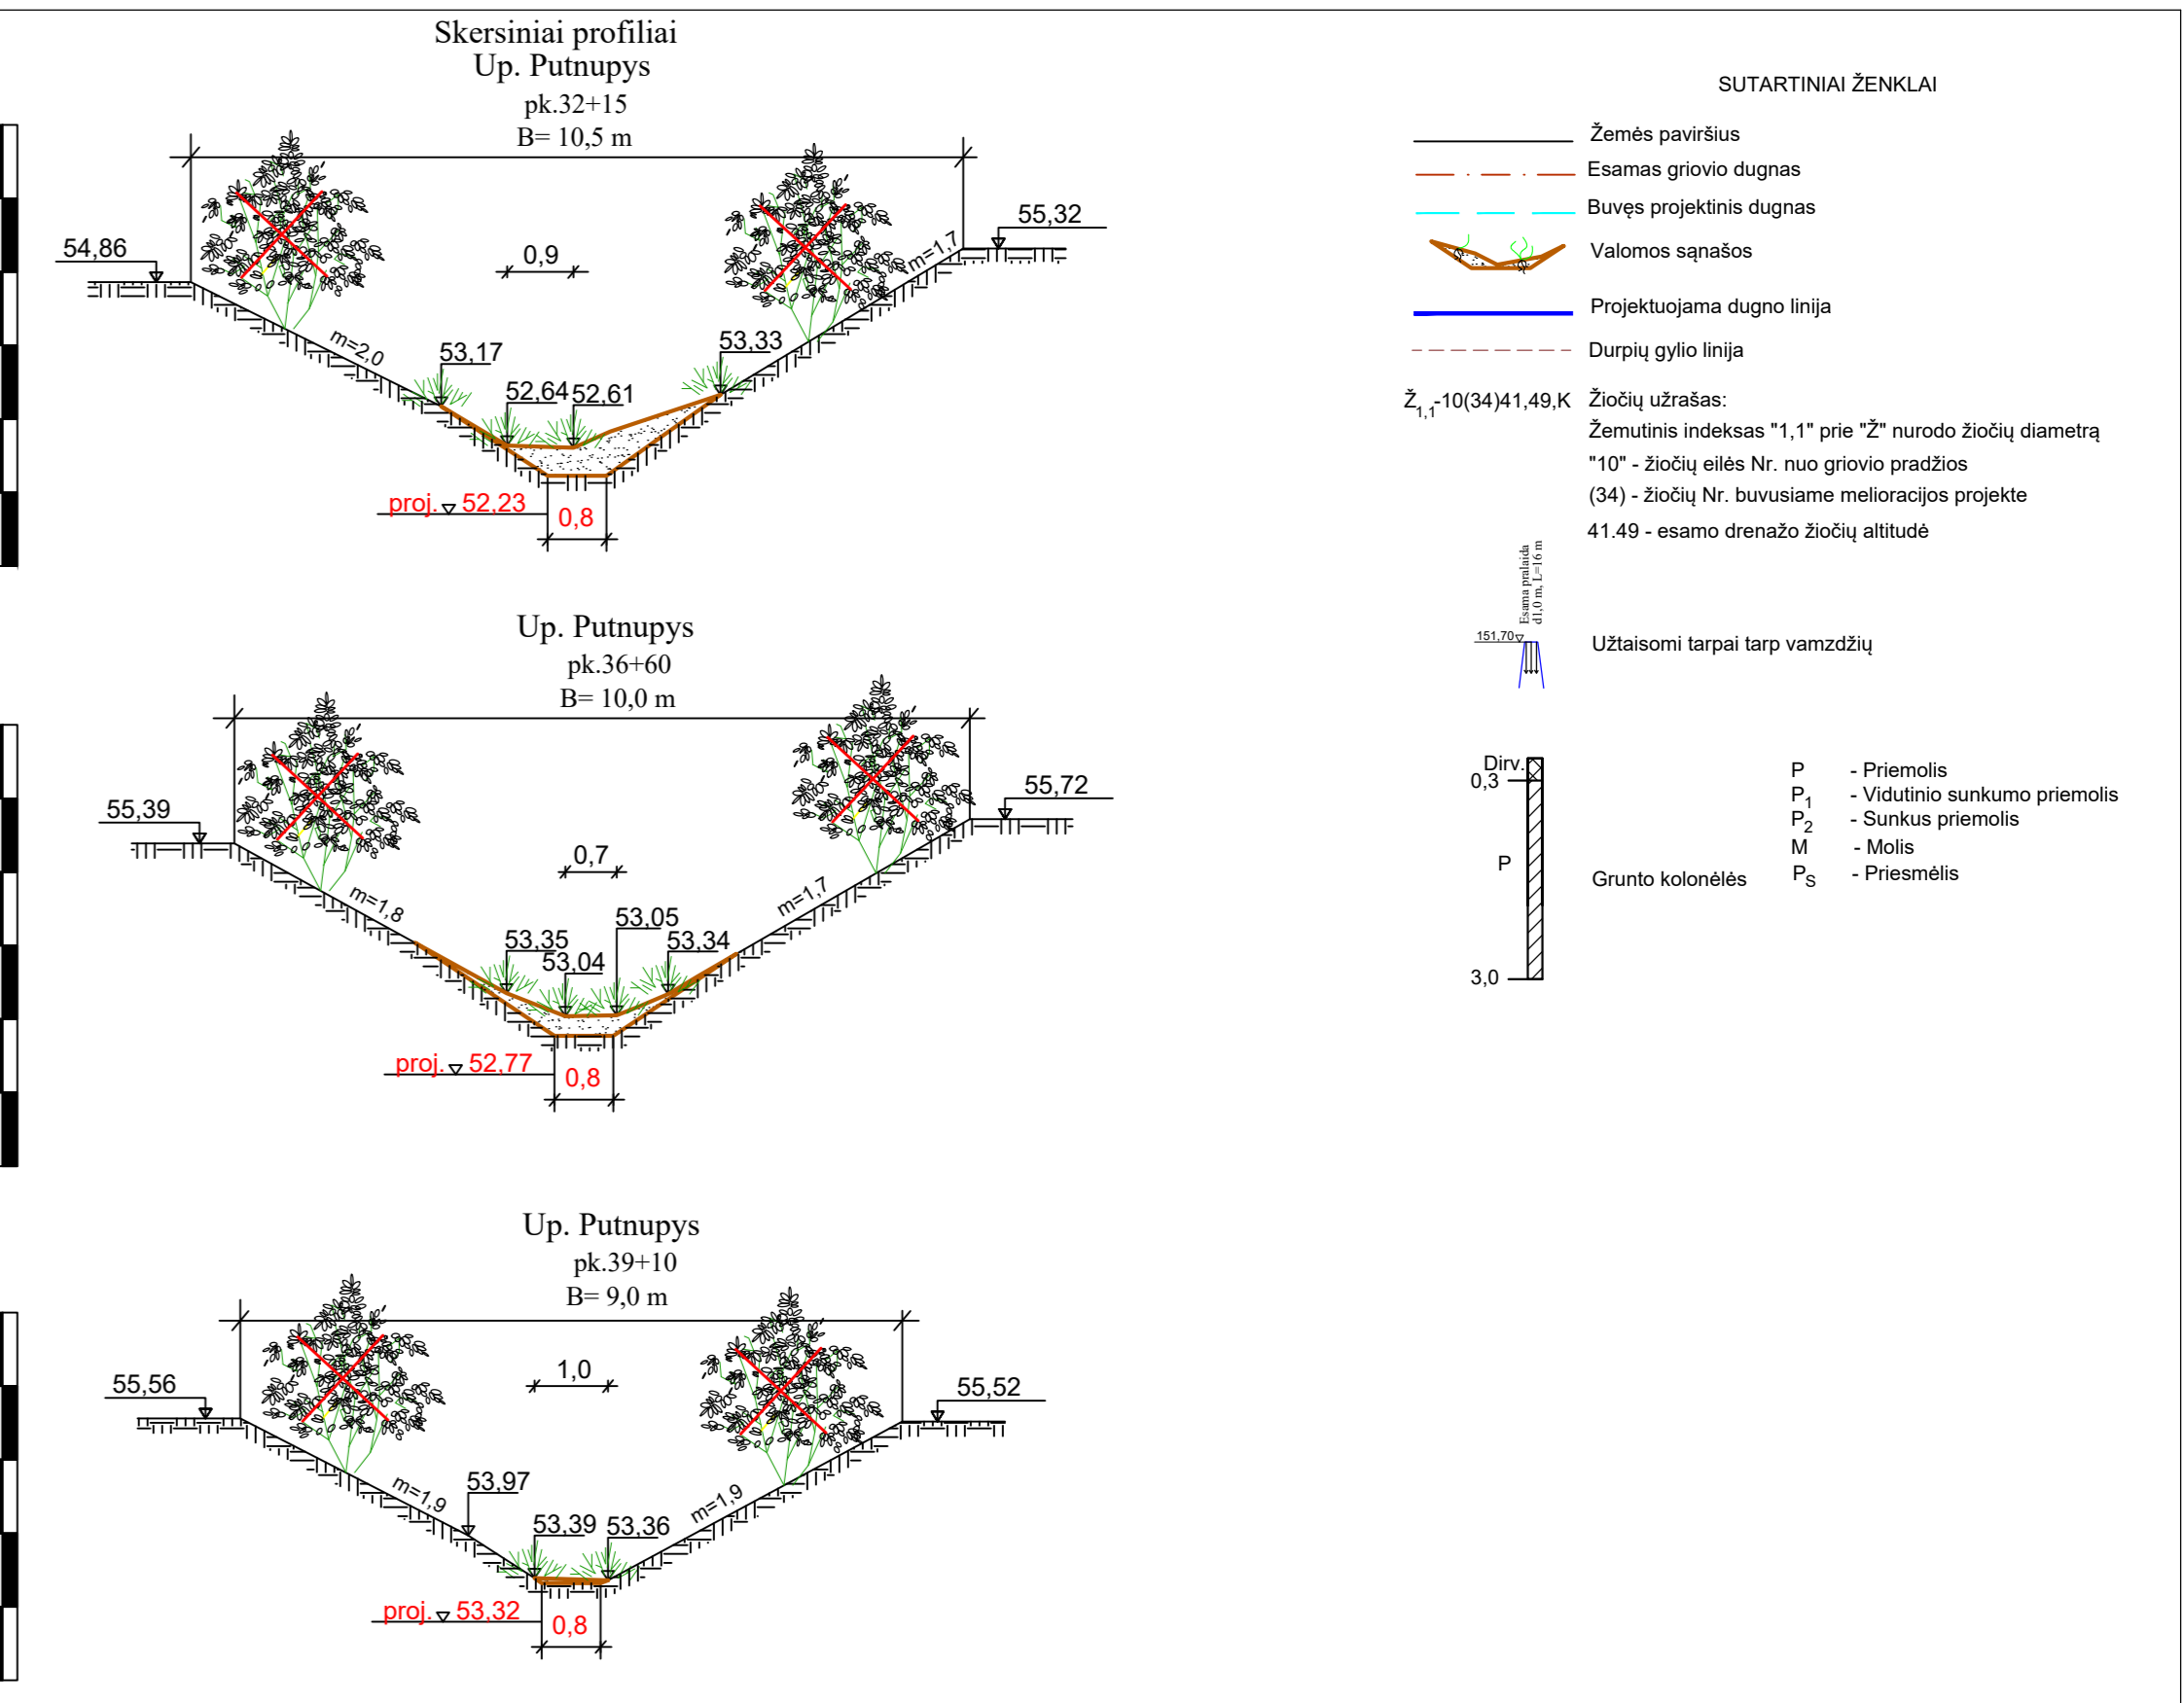 Skersiniai profiliai
Up. Putnupys
pk.32+15
B= 10,5 m
54,86
55,32
0,9
m=2,0
m=1,7
53,17
53,33
52,64
52,61
proj. 52,23
0,8
Up. Putnupys
pk.36+60
B= 10,0 m
55,39
55,72
0,7
m=1,8
m=1,7
53,35
53,05
53,04
53,34
proj. 52,77
0,8
Up. Putnupys
pk.39+10
B= 9,0 m
55,56
55,52
1,0
m=1,9
m=1,9
53,97
53,39
53,36
proj. 53,32
0,8
SUTARTINIAI ŽENKLAI
Žemės paviršius
Esamas griovio dugnas
Buvęs projektinis dugnas
Valomos sąnašos
Projektuojama dugno linija
Durpių gylio linija
Ž1,1-10(34)41,49,K Žiočių užrašas:
Žemutinis indeksas "1,1" prie "Ž" nurodo žiočių diametrą
"10" - žiočių eilės Nr. nuo griovio pradžios
(34) - žiočių Nr. buvusiame melioracijos projekte
41.49 - esamo drenažo žiočių altitudė
Esama pralaida
d1,0 m, L=16 m
151,70
Užtaisomi tarpai tarp vamzdžių
Dirv.
0,3
P
3,0
Grunto kolonėlės
P - Priemolis
P1 - Vidutinio sunkumo priemolis
P2 - Sunkus priemolis
M - Molis
PS - Priesmėlis